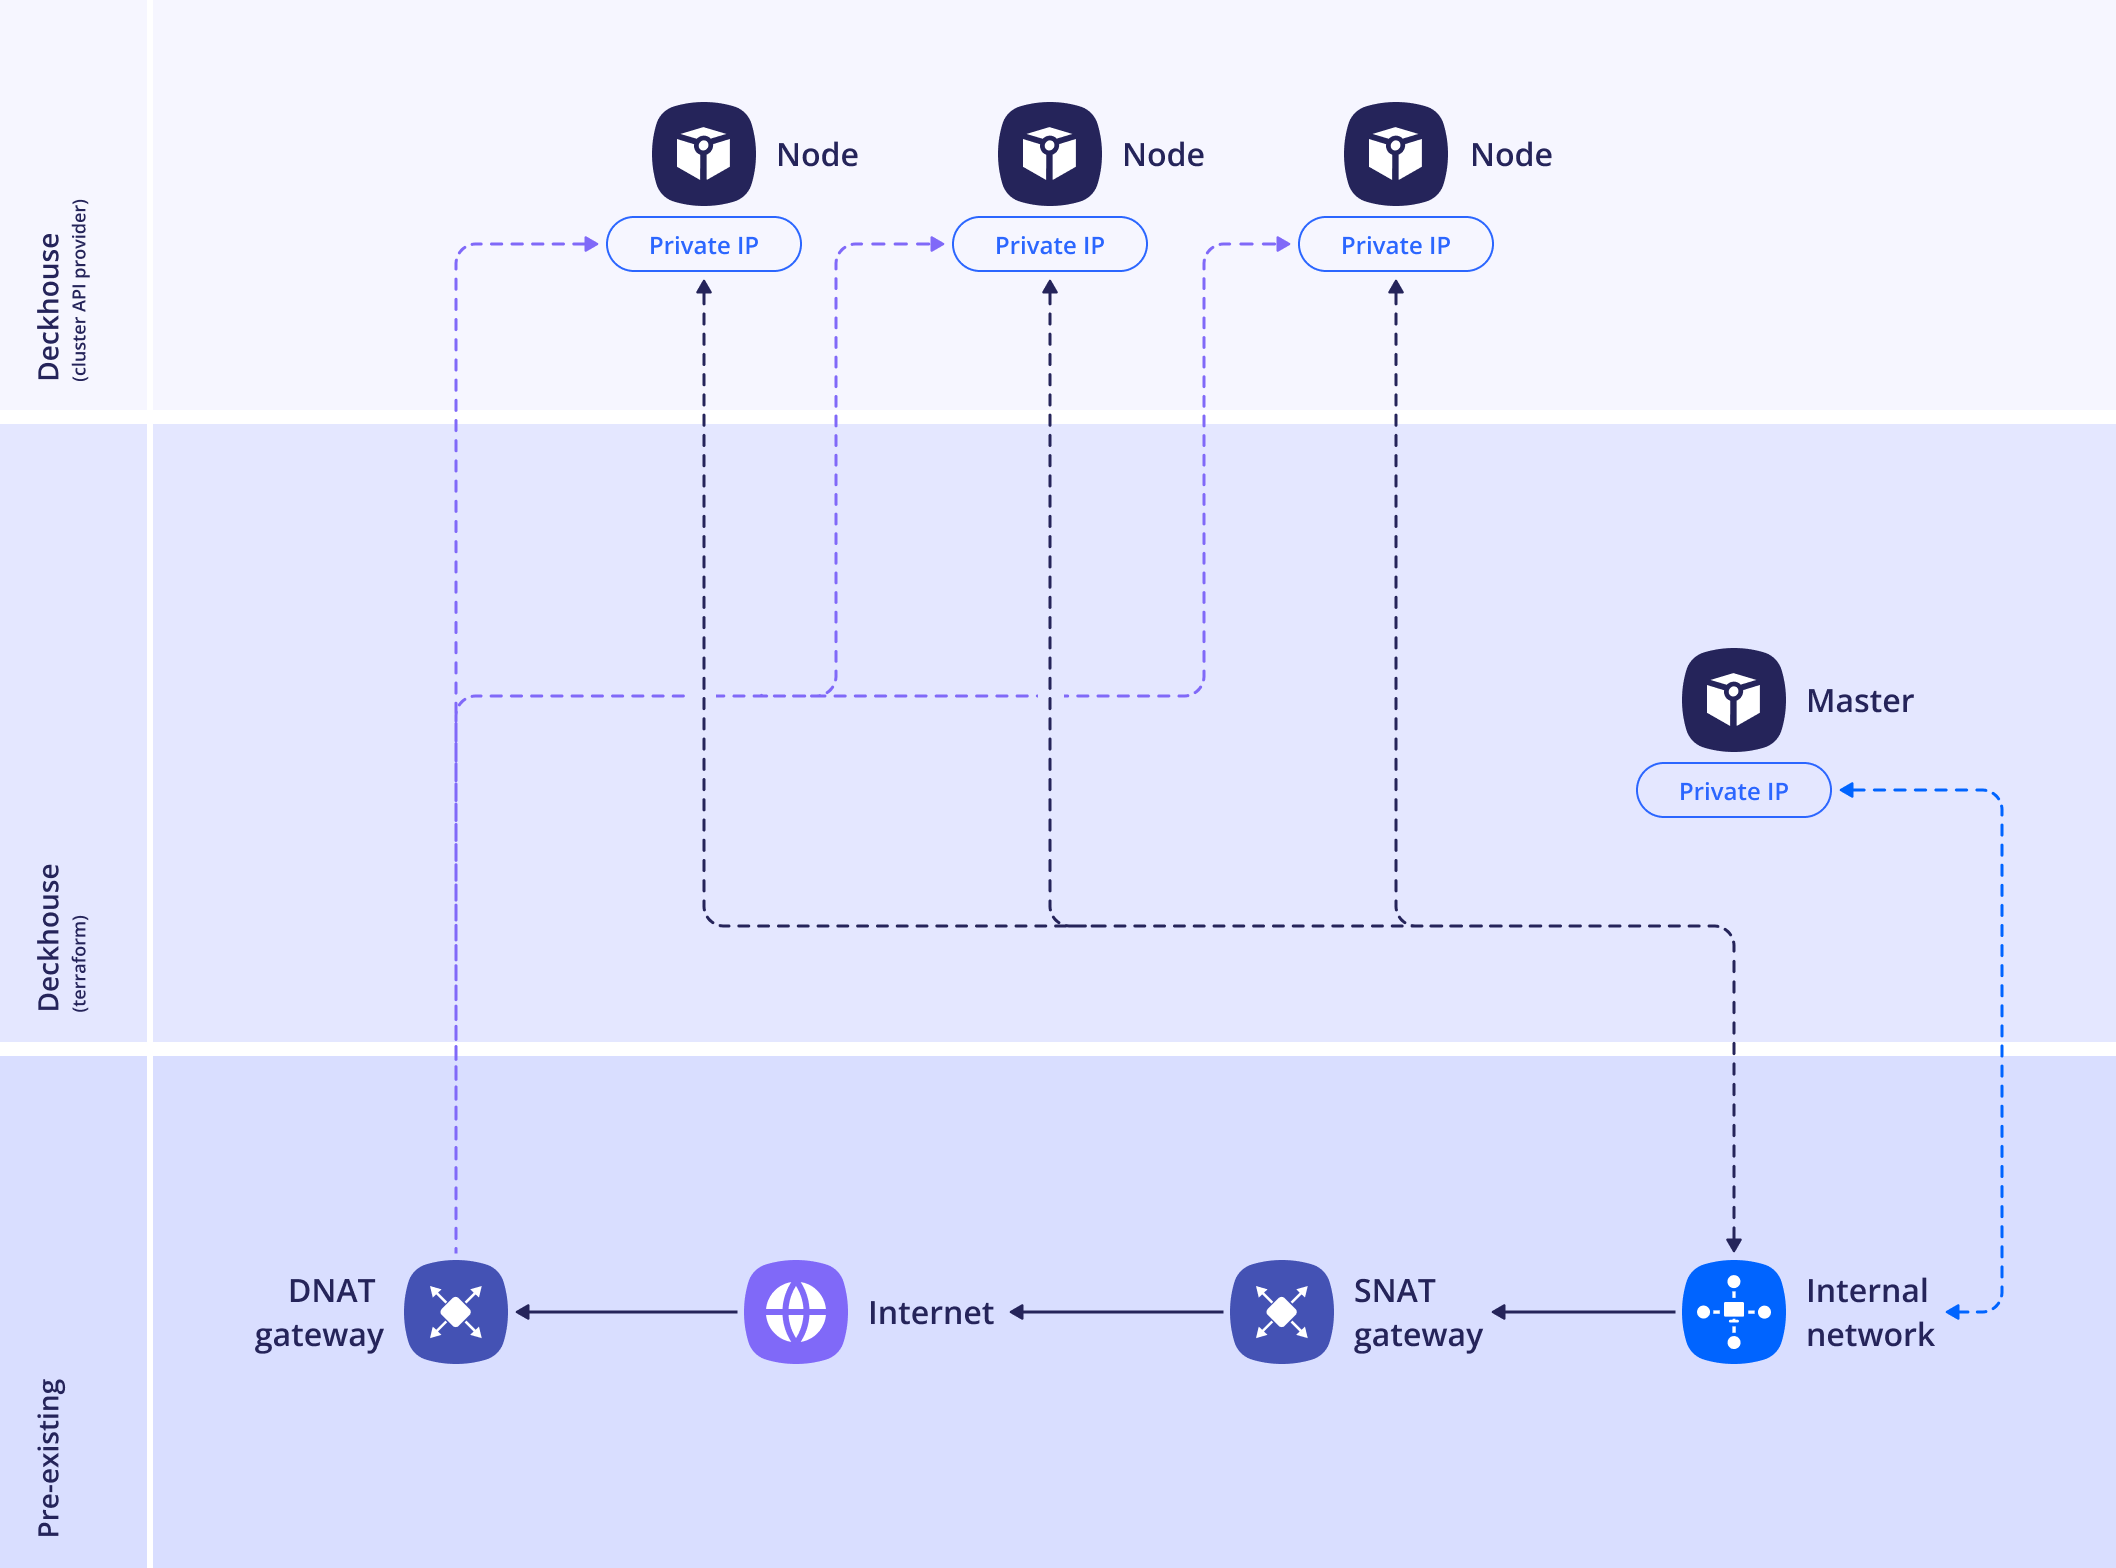 Deckhouse
(cluster API provider)
Node
Node
Node
Private IP
Private IP
Private IP
Deckhouse
(terraform)
Master
Private IP
Pre-existing
DNAT
gateway
Internet
SNAT
gateway
Internal
network